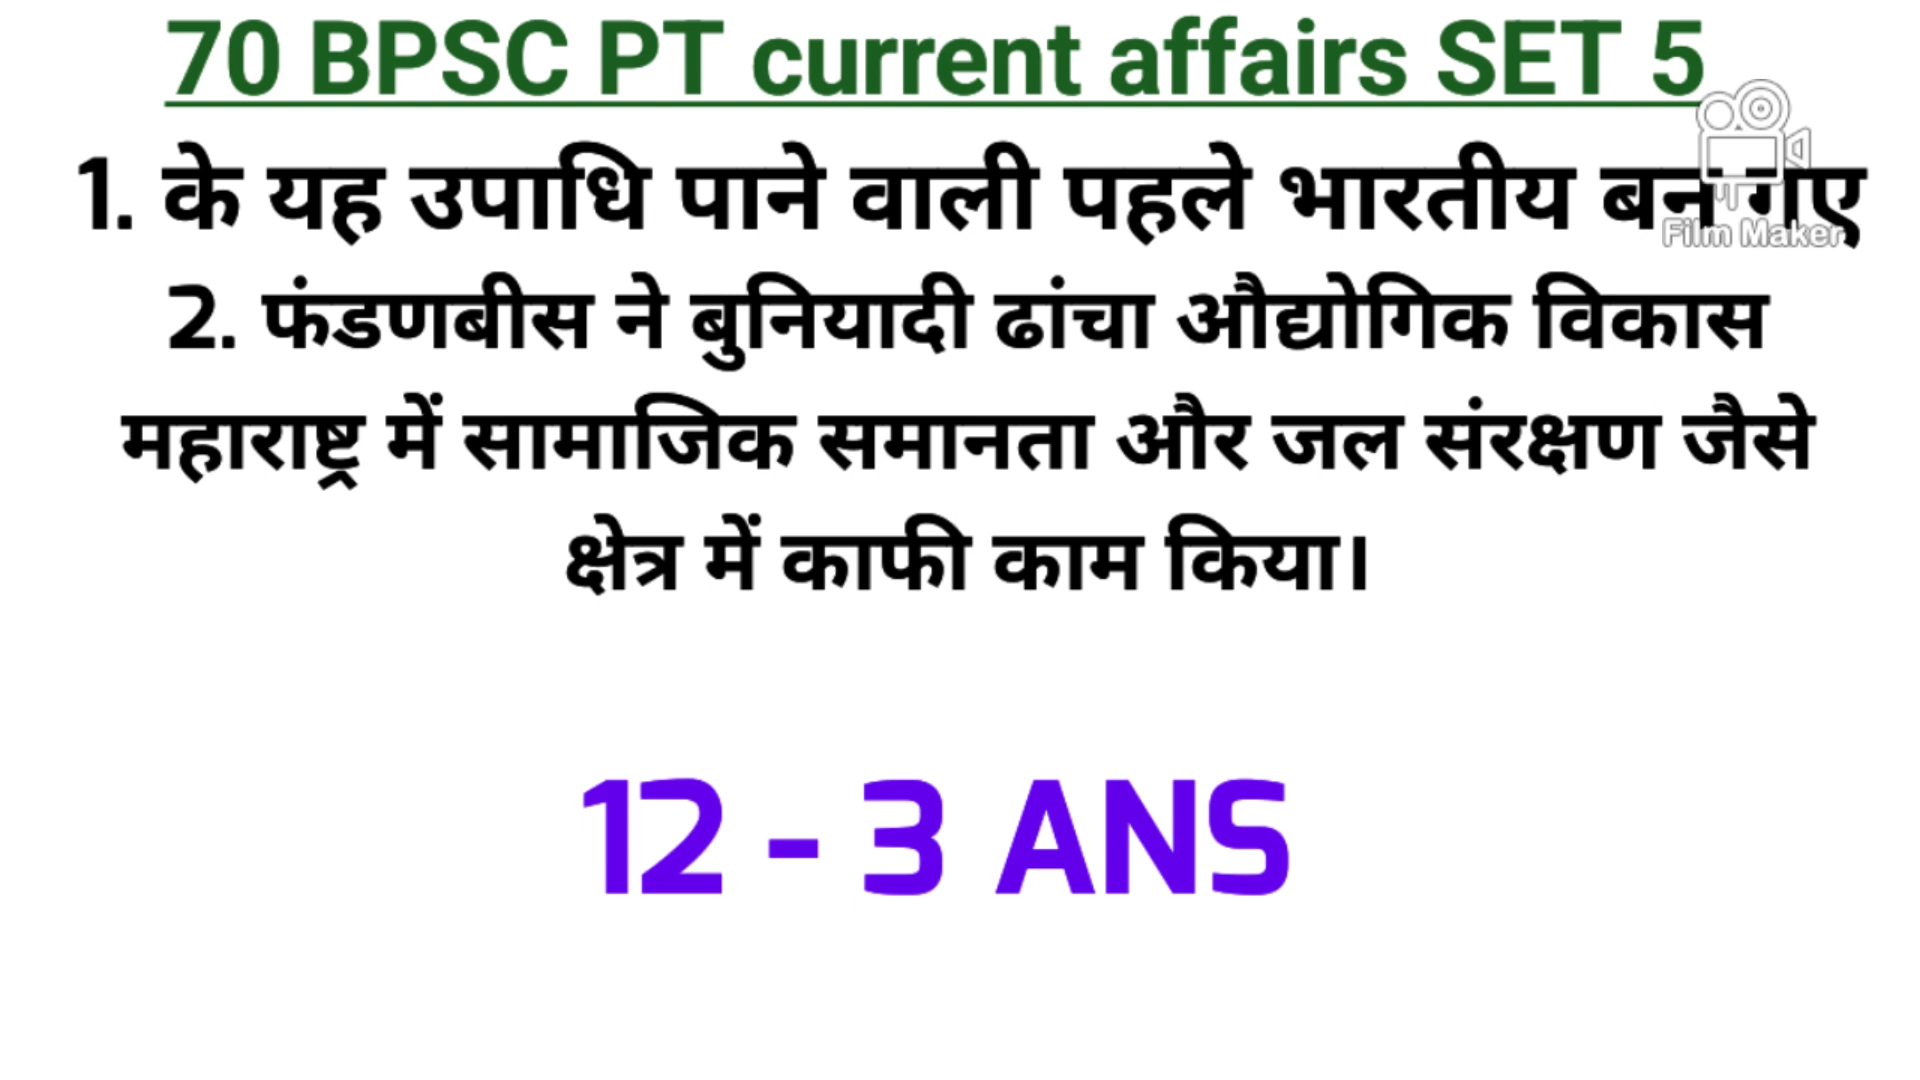 70 BPSC PT current affairs SET 5
1. के यह उपाधि पाने वाली पहले भारतीय बन गए
Film Maker
2. फंडणबीस ने बुनियादी ढांचा औद्योगिक विकास
महाराष्ट्र में सामाजिक समानता और जल संरक्षण जैसे
क्षेत्र में काफी काम किया।
12 - 3 ANS